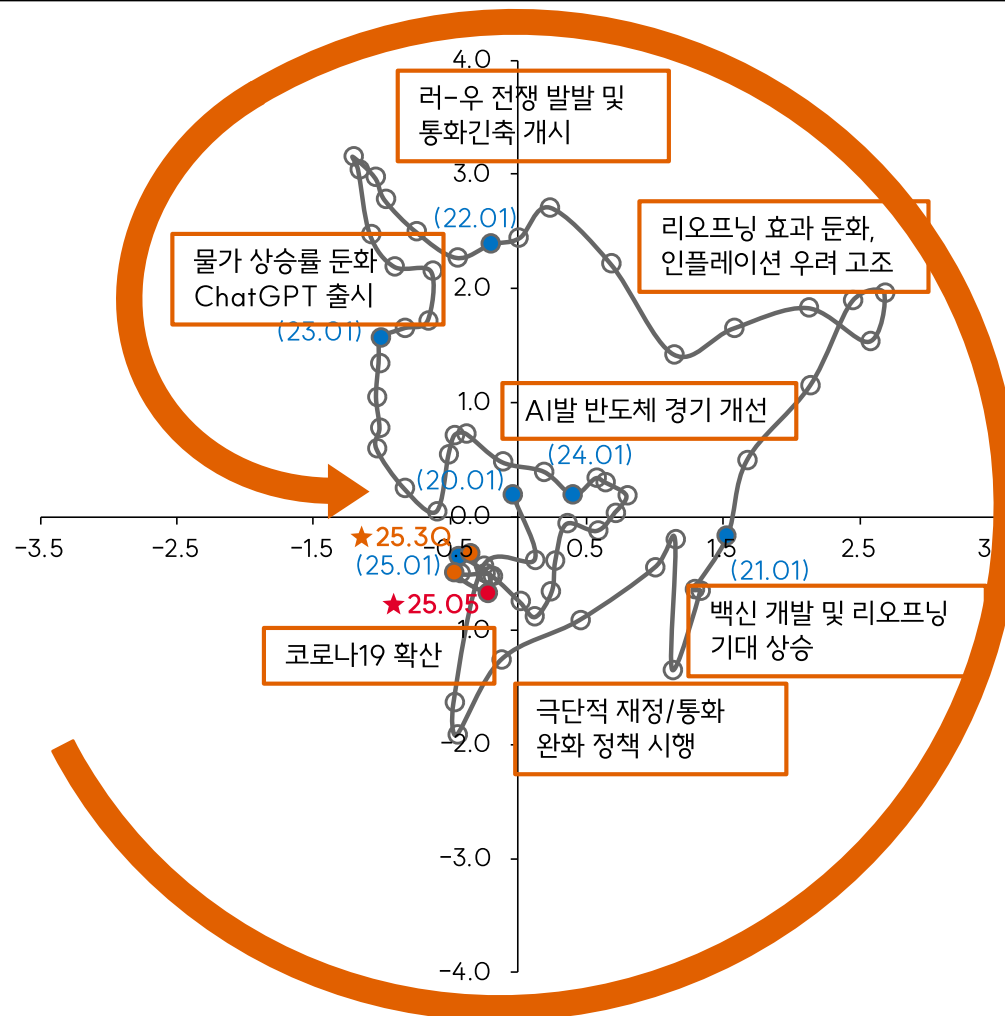 4.0
러-우 전쟁 발발 및
통화긴축 개시
3.0
(22.01)
리오프닝 효과 둔화,
인플레이션 우려 고조
물가 상승률 둔화
ChatGPT 출시
2.0
(23.01)
1.0
AI발 반도체 경기 개선
(24.01)
(20.01)
0.0
-3.5
-2.5
-1.5
-0.5
0.5
1.5
2.5
3.
★25.3Q
(25.01)
(21.01)
★25.05
백신 개발 및 리오프닝
기대 상승
-1.0
코로나19 확산
극단적 재정/통화
완화 정책 시행
-2.0
-3.0
-4.0